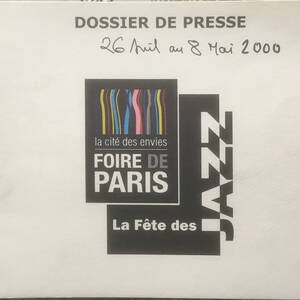 DOSSIER DE PRESSE
26 Avril au 8 Mai 2000
la cité des envies
FOIRE DE
PARIS
La Fête des
JAZZ